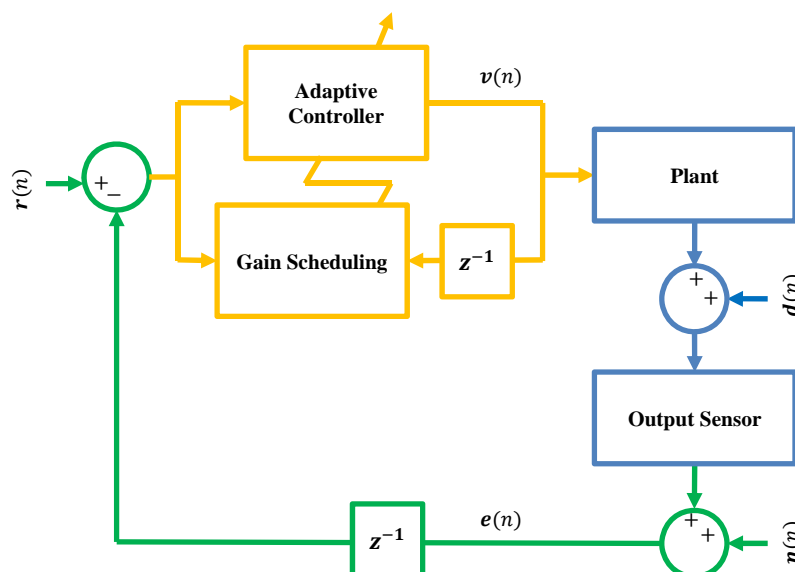 Adaptive
Controller
v(n)
r(n)
+
−
Plant
Gain Scheduling
z⁻¹
+
+
d(n)
Output Sensor
e(n)
z⁻¹
+
+